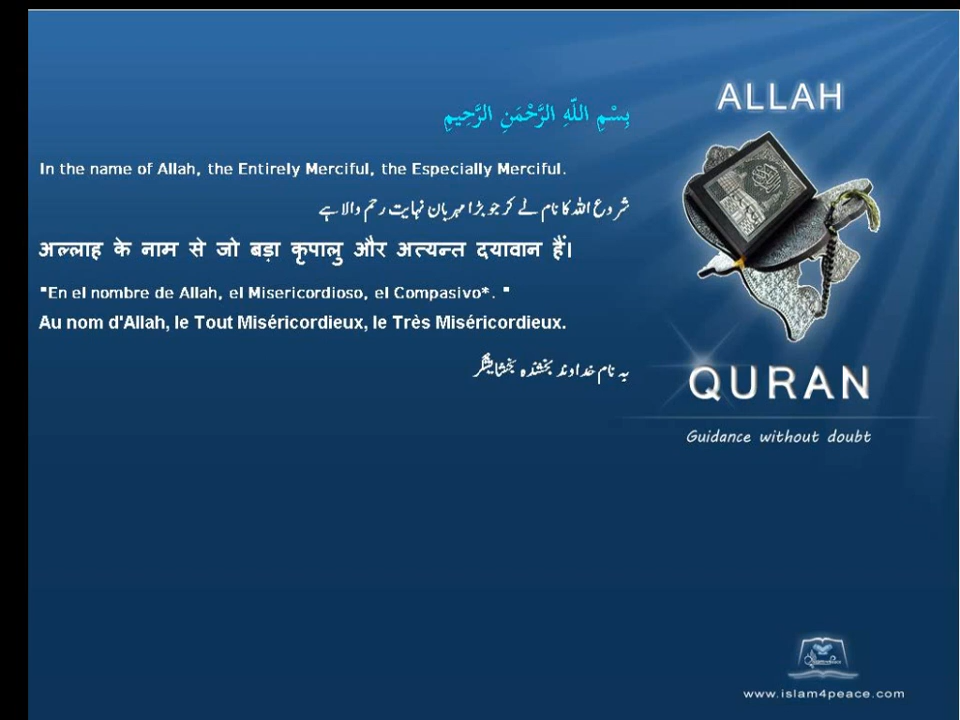 بِسْمِ اللَّهِ الرَّحْمَنِ الرَّحِيمِ
In the name of Allah, the Entirely Merciful, the Especially Merciful.
شروع اللہ کا نام لے کر جو بڑا مہربان نہایت رحم والا ہے
अल्लाह के नाम से जो बड़ा कृपालु और अत्यन्त दयावान हैं।
"En el nombre de Allah, el Misericordioso, el Compasivo*. "
Au nom d'Allah, le Tout Miséricordieux, le Très Miséricordieux.
به نام خداوند بخشنده بخشایشگر
ALLAH
QURAN
Guidance without doubt
www.islam4peace.com